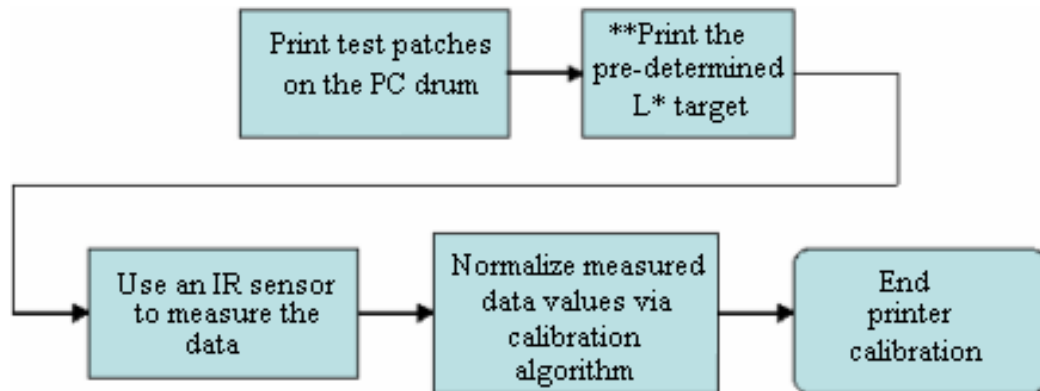 Print test patches
on the PC drum
**Print the
pre-determined
L* target
Use an IR sensor
to measure the
data
Normalize measured
data values via
calibration
algorithm
End
printer
calibration